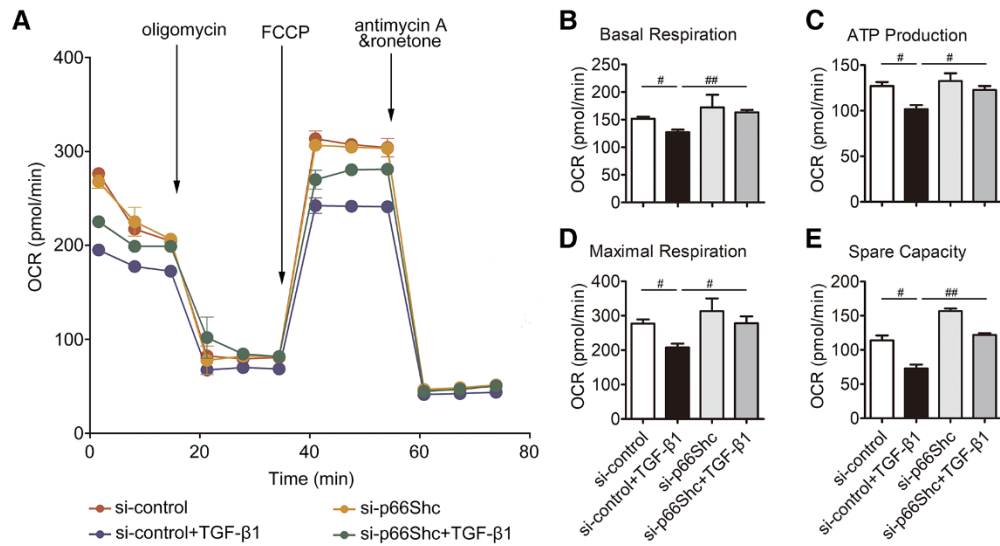 A
oligomycin
FCCP
antimycin A
&ronetone
OCR (pmol/min)
400
300
200
100
0
0 20 40 60 80
Time (min)
si-control
si-p66Shc
si-control+TGF-β1
si-p66Shc+TGF-β1
B
Basal Respiration
OCR (pmol/min)
200
150
100
50
0
# ##
C
ATP Production
OCR (pmol/min)
150
100
50
0
# #
D
Maximal Respiration
OCR (pmol/min)
400
300
200
100
0
# #
si-control
si-control+TGF-β1
si-p66Shc
si-p66Shc+TGF-β1
E
Spare Capacity
OCR (pmol/min)
200
150
100
50
0
# ##
si-control
si-control+TGF-β1
si-p66Shc
si-p66Shc+TGF-β1